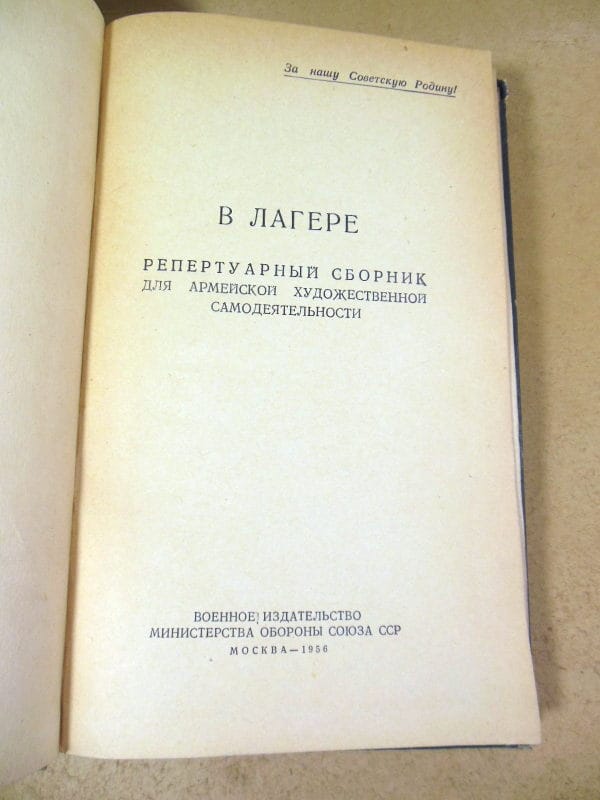 За нашу Советскую Родину!
В ЛАГЕРЕ
РЕПЕРТУАРНЫЙ СБОРНИК
ДЛЯ АРМЕЙСКОЙ ХУДОЖЕСТВЕННОЙ
САМОДЕЯТЕЛЬНОСТИ
ВОЕННОЕ ИЗДАТЕЛЬСТВО
МИНИСТЕРСТВА ОБОРОНЫ СОЮЗА ССР
МОСКВА—1956